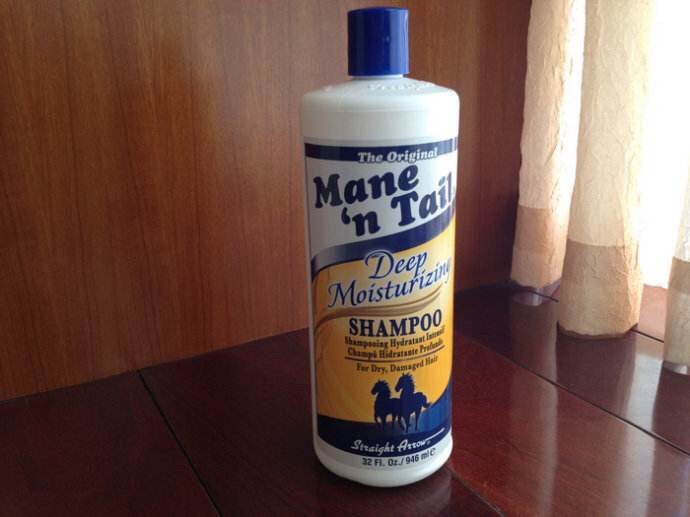 The Original
Mane
'n Tail
Deep
Moisturizing
SHAMPOO
Shampooing Hydratant Intensif
Champú Hidratante Profundo
For Dry, Damaged Hair
Straight Arrow
32 Fl. Oz./ 946 ml e